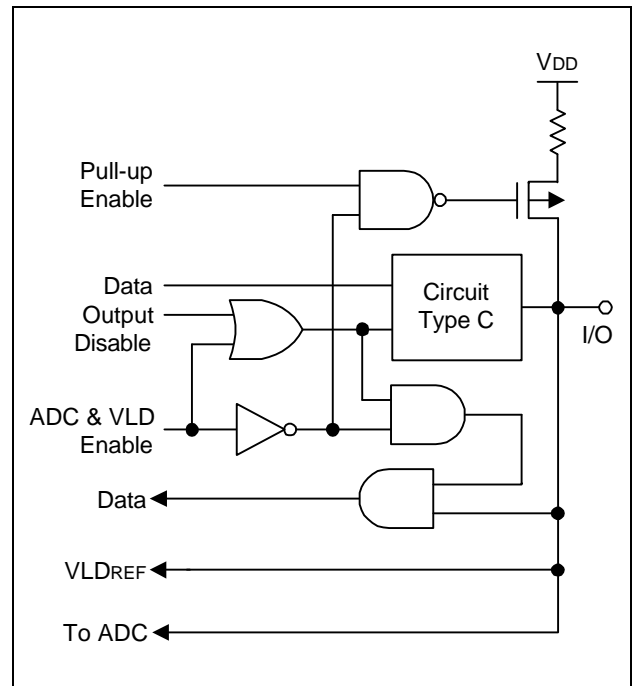 VDD
Pull-up
Enable
Data
Output
Disable
Circuit
Type C
I/O
ADC & VLD
Enable
Data
VLDREF
To ADC